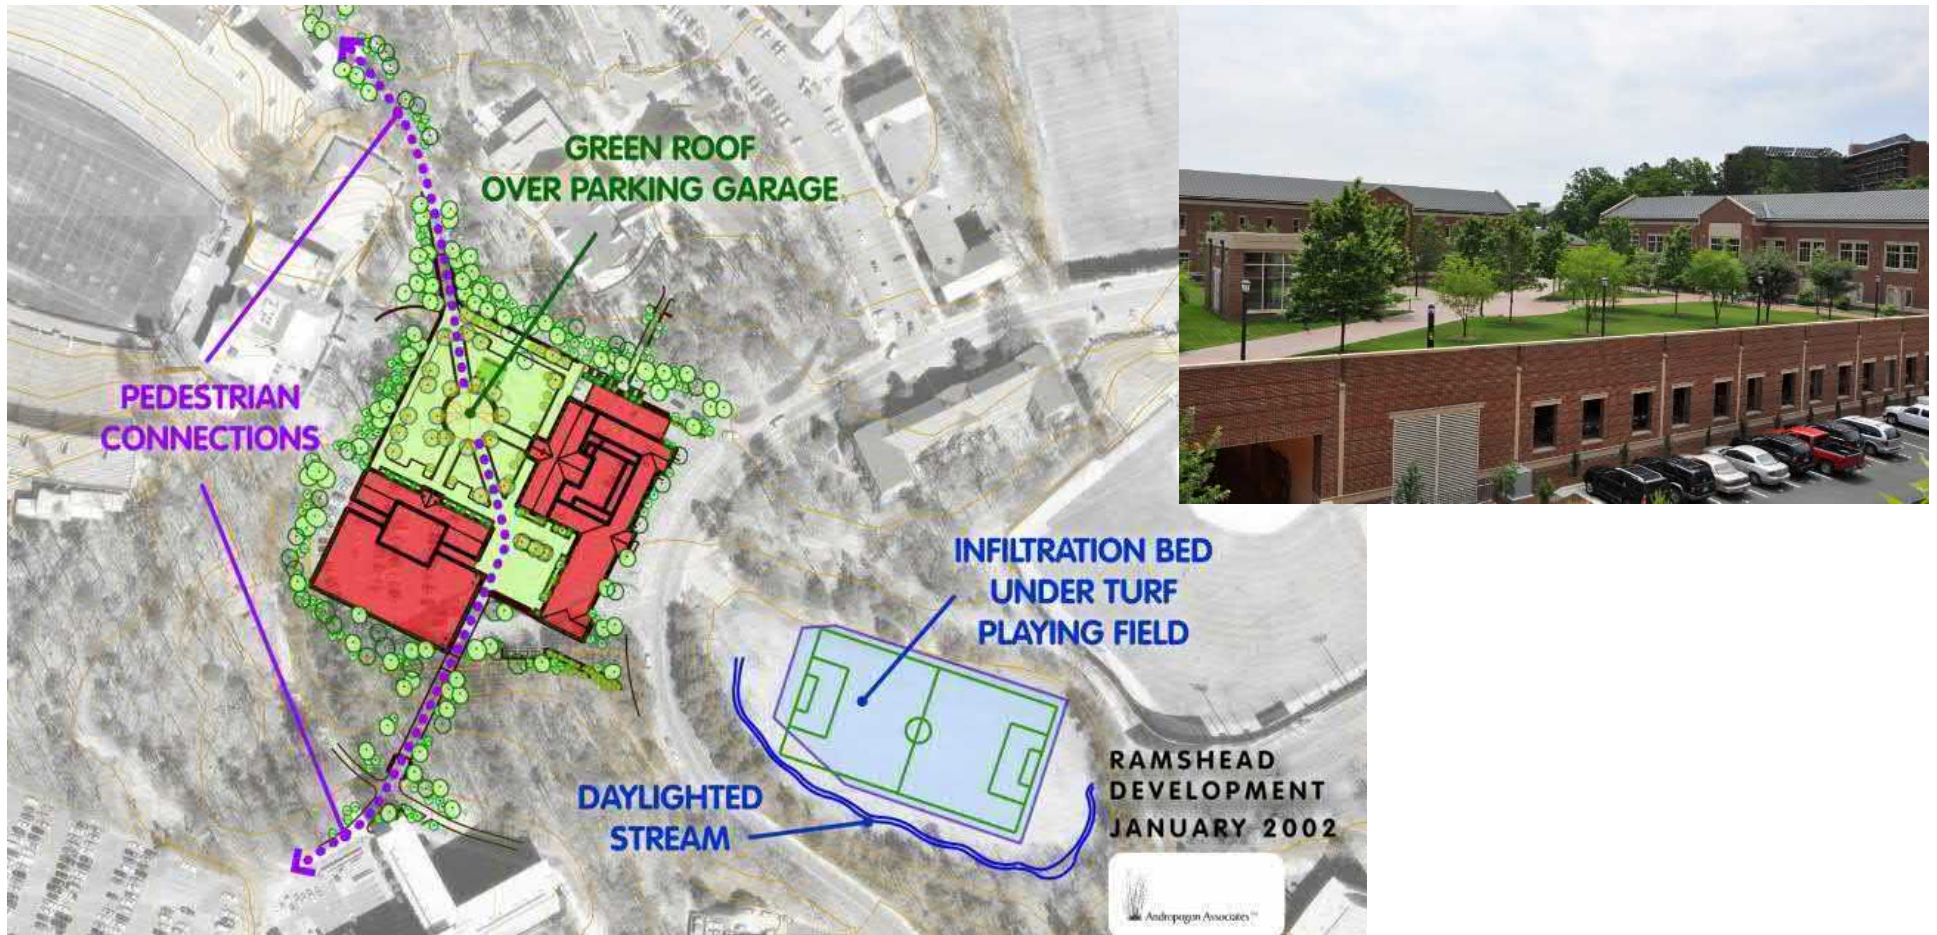 GREEN ROOF
OVER PARKING GARAGE
PEDESTRIAN
CONNECTIONS
INFILTRATION BED
UNDER TURF
PLAYING FIELD
DAYLIGHTED
STREAM
RAMSHEAD
DEVELOPMENT
JANUARY 2002
Andropogon Associates